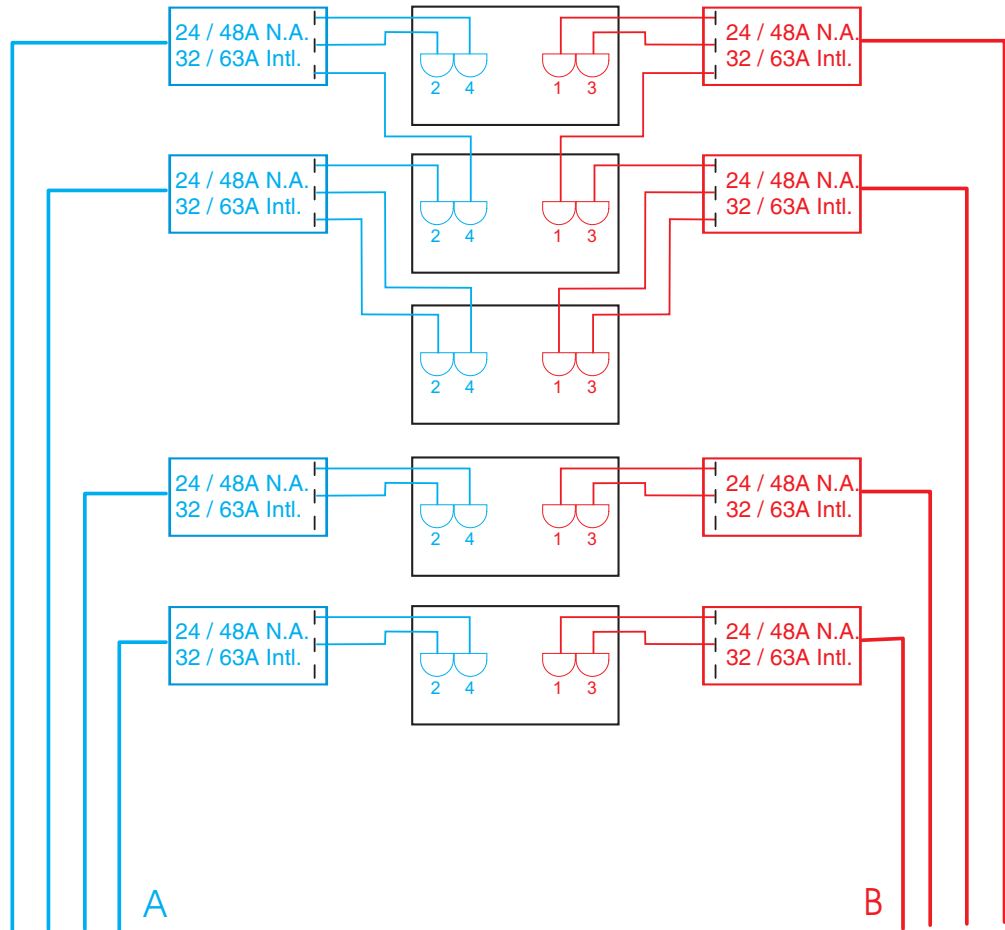 24 / 48A N.A.
32 / 63A Intl.
2 4
1 3
24 / 48A N.A.
32 / 63A Intl.
24 / 48A N.A.
32 / 63A Intl.
2 4
1 3
24 / 48A N.A.
32 / 63A Intl.
2 4
1 3
24 / 48A N.A.
32 / 63A Intl.
2 4
1 3
24 / 48A N.A.
32 / 63A Intl.
24 / 48A N.A.
32 / 63A Intl.
2 4
1 3
24 / 48A N.A.
32 / 63A Intl.
A
B